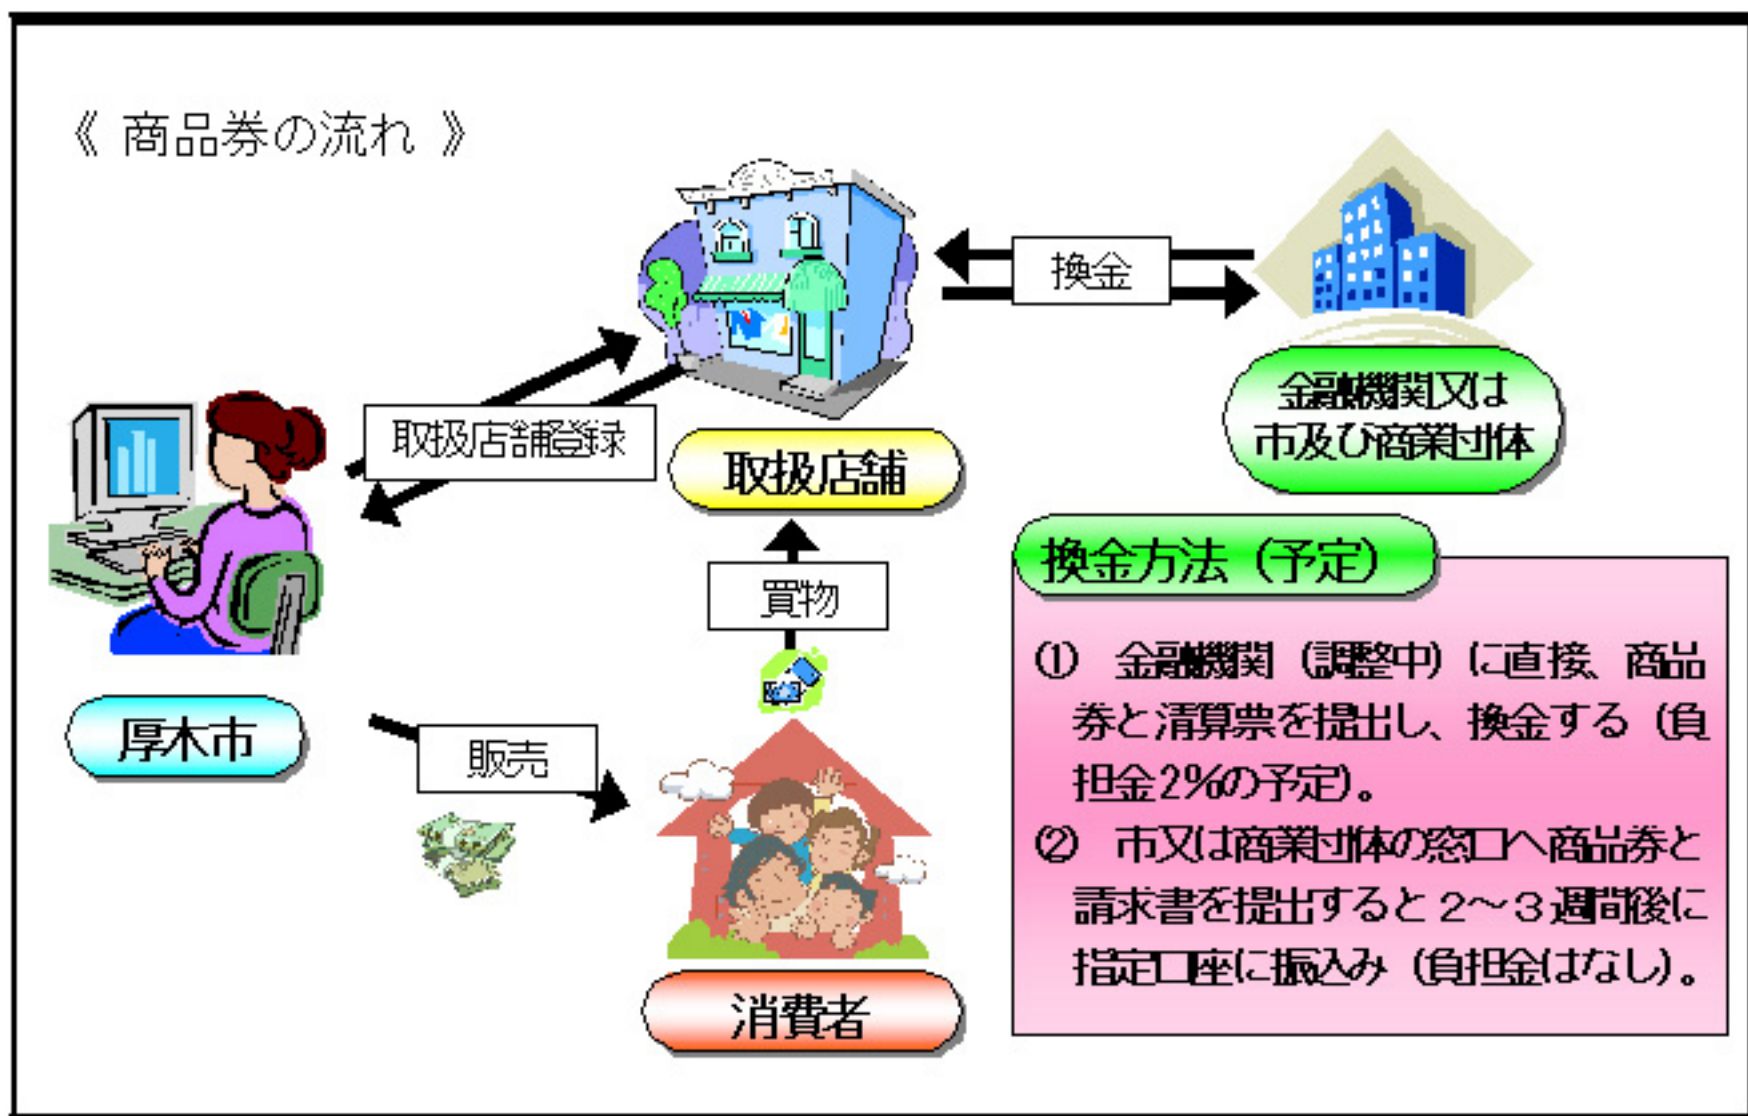 《 商品券の流れ 》
換金
金融機関又は
市及び商業団体
取扱店舗登録
取扱店舗
買物
厚木市
販売
消費者
換金方法（予定）
① 金融機関（調整中）に直接、商品
券と清算票を提出し、換金する（負
担金2％の予定）。
② 市又は商業団体の窓口へ商品券と
請求書を提出すると２～３週間後に
指定口座に振込み（負担金はなし）。